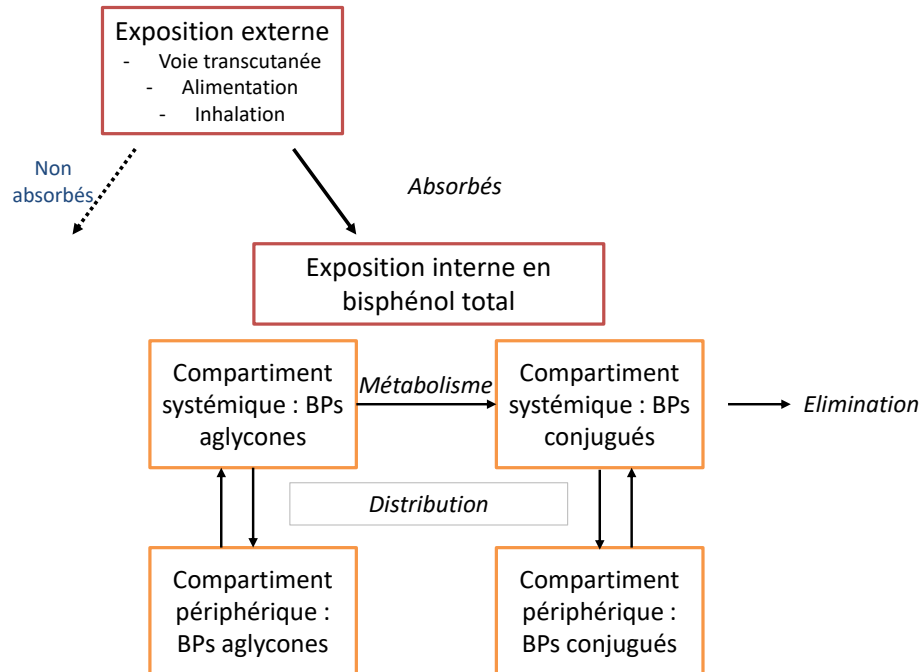 Exposition externe
- Voie transcutanée
- Alimentation
- Inhalation
Non
absorbés
Absorbés
Exposition interne en
bisphénol total
Compartiment
systémique : BPs
aglycones
Métabolisme
Compartiment
systémique : BPs
conjugués
Elimination
Distribution
Compartiment
périphérique :
BPs aglycones
Compartiment
périphérique :
BPs conjugués